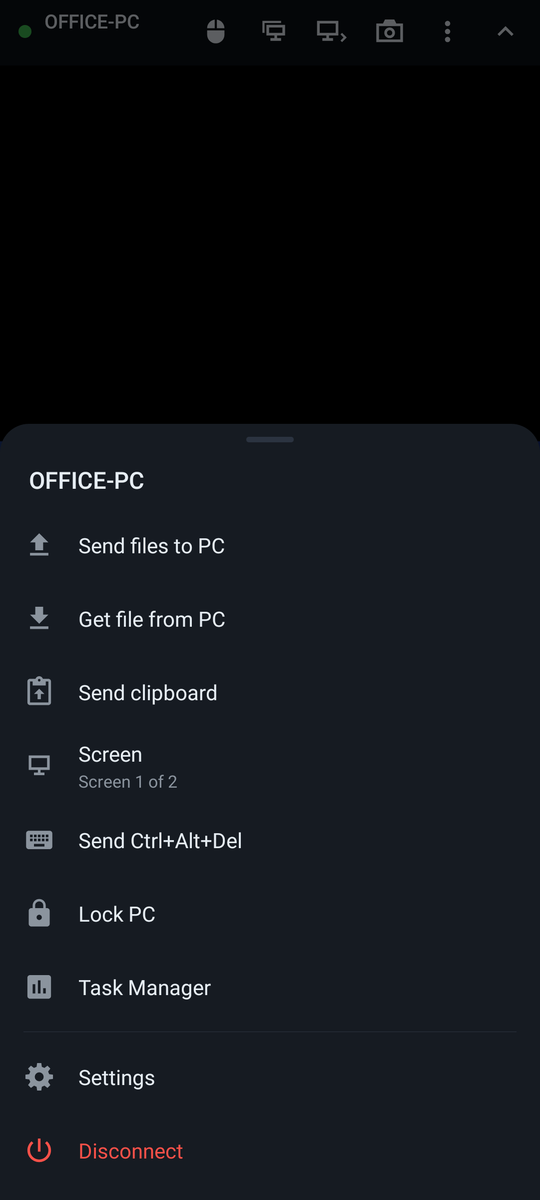 OFFICE-PC
OFFICE-PC
Send files to PC
Get file from PC
Send clipboard
Screen
Screen 1 of 2
Send Ctrl+Alt+Del
Lock PC
Task Manager
Settings
Disconnect